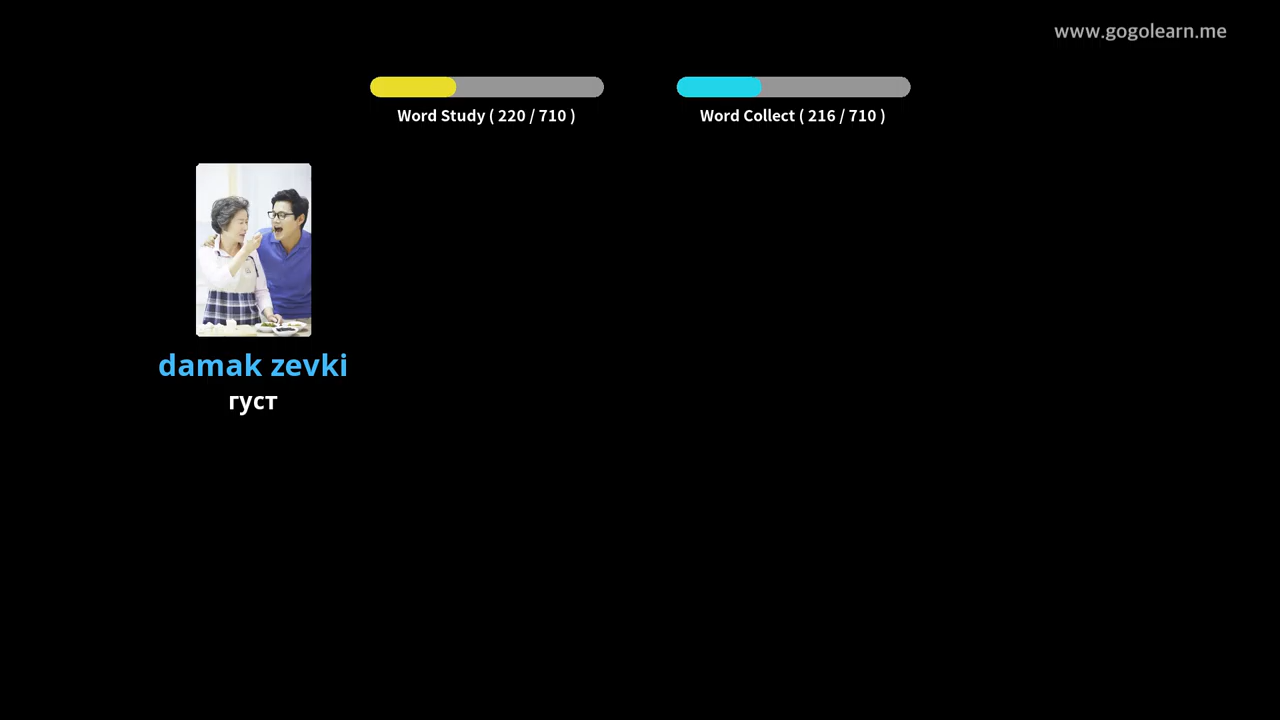 www.gogolearn.me
Word Study ( 220 / 710 )
Word Collect ( 216 / 710 )
damak zevki
густ